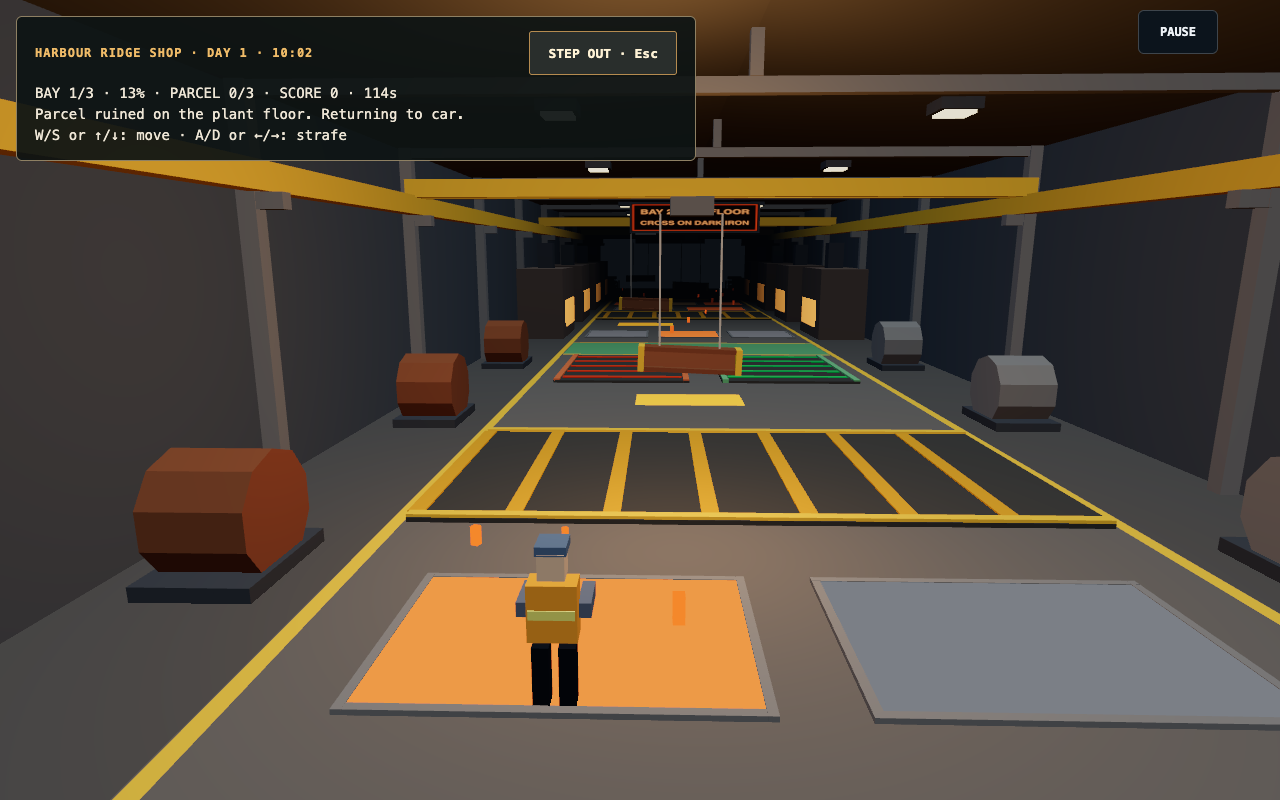 HARBOUR RIDGE SHOP · DAY 1 · 10:02
STEP OUT · Esc
BAY 1/3 · 13% · PARCEL 0/3 · SCORE 0 · 114s
Parcel ruined on the plant floor. Returning to car.
W/S or ↑/↓: move · A/D or ←/→: strafe
PAUSE
BAY 2 FLOOR
CROSS ON DARK IRON